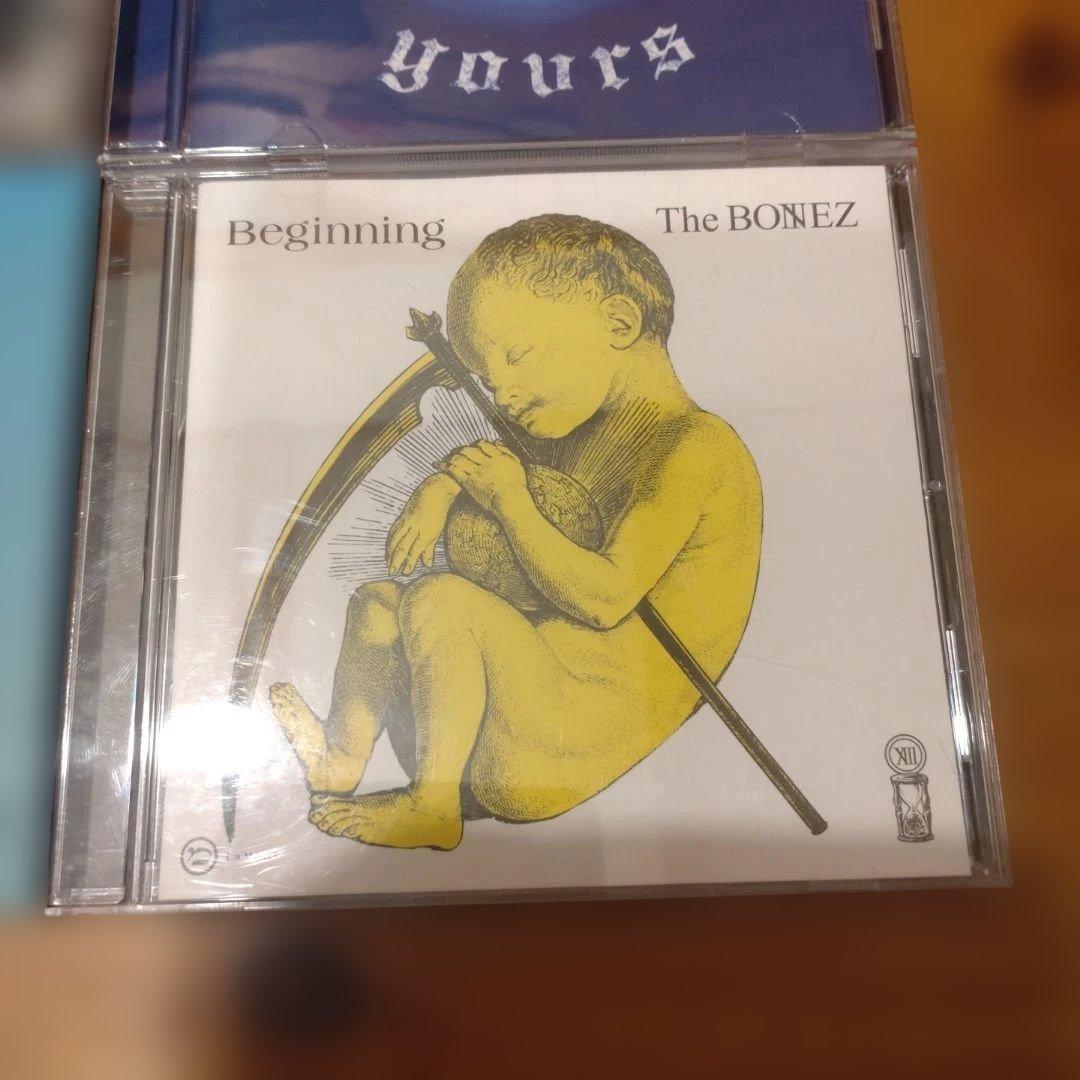 yours
Beginning
The BONEZ
XIII